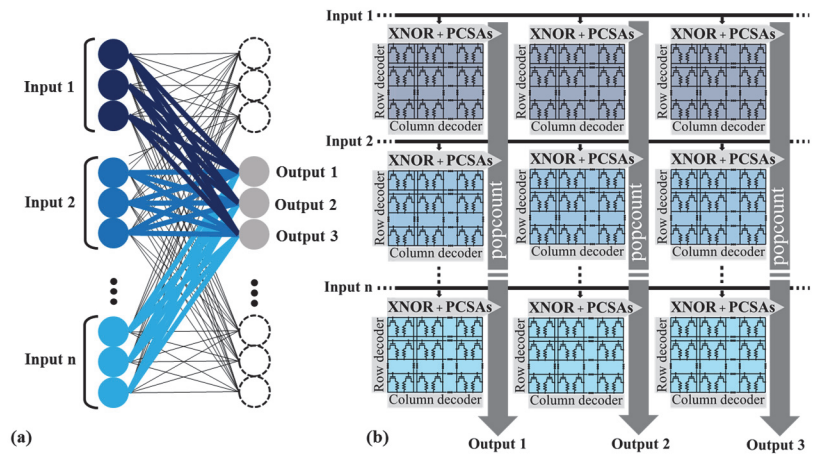 Input 1
Input 2
Input n
Output 1
Output 2
Output 3
(a)
Input 1
XNOR + PCSAs XNOR + PCSAs XNOR + PCSAs
Row decoder Row decoder Row decoder
Column decoder Column decoder Column decoder
Input 2
XNOR + PCSAs XNOR + PCSAs XNOR + PCSAs
Row decoder Row decoder Row decoder
Column decoder Column decoder Column decoder
popcount popcount popcount
Input n
XNOR + PCSAs XNOR + PCSAs XNOR + PCSAs
Row decoder Row decoder Row decoder
Column decoder Column decoder Column decoder
(b)
Output 1 Output 2 Output 3